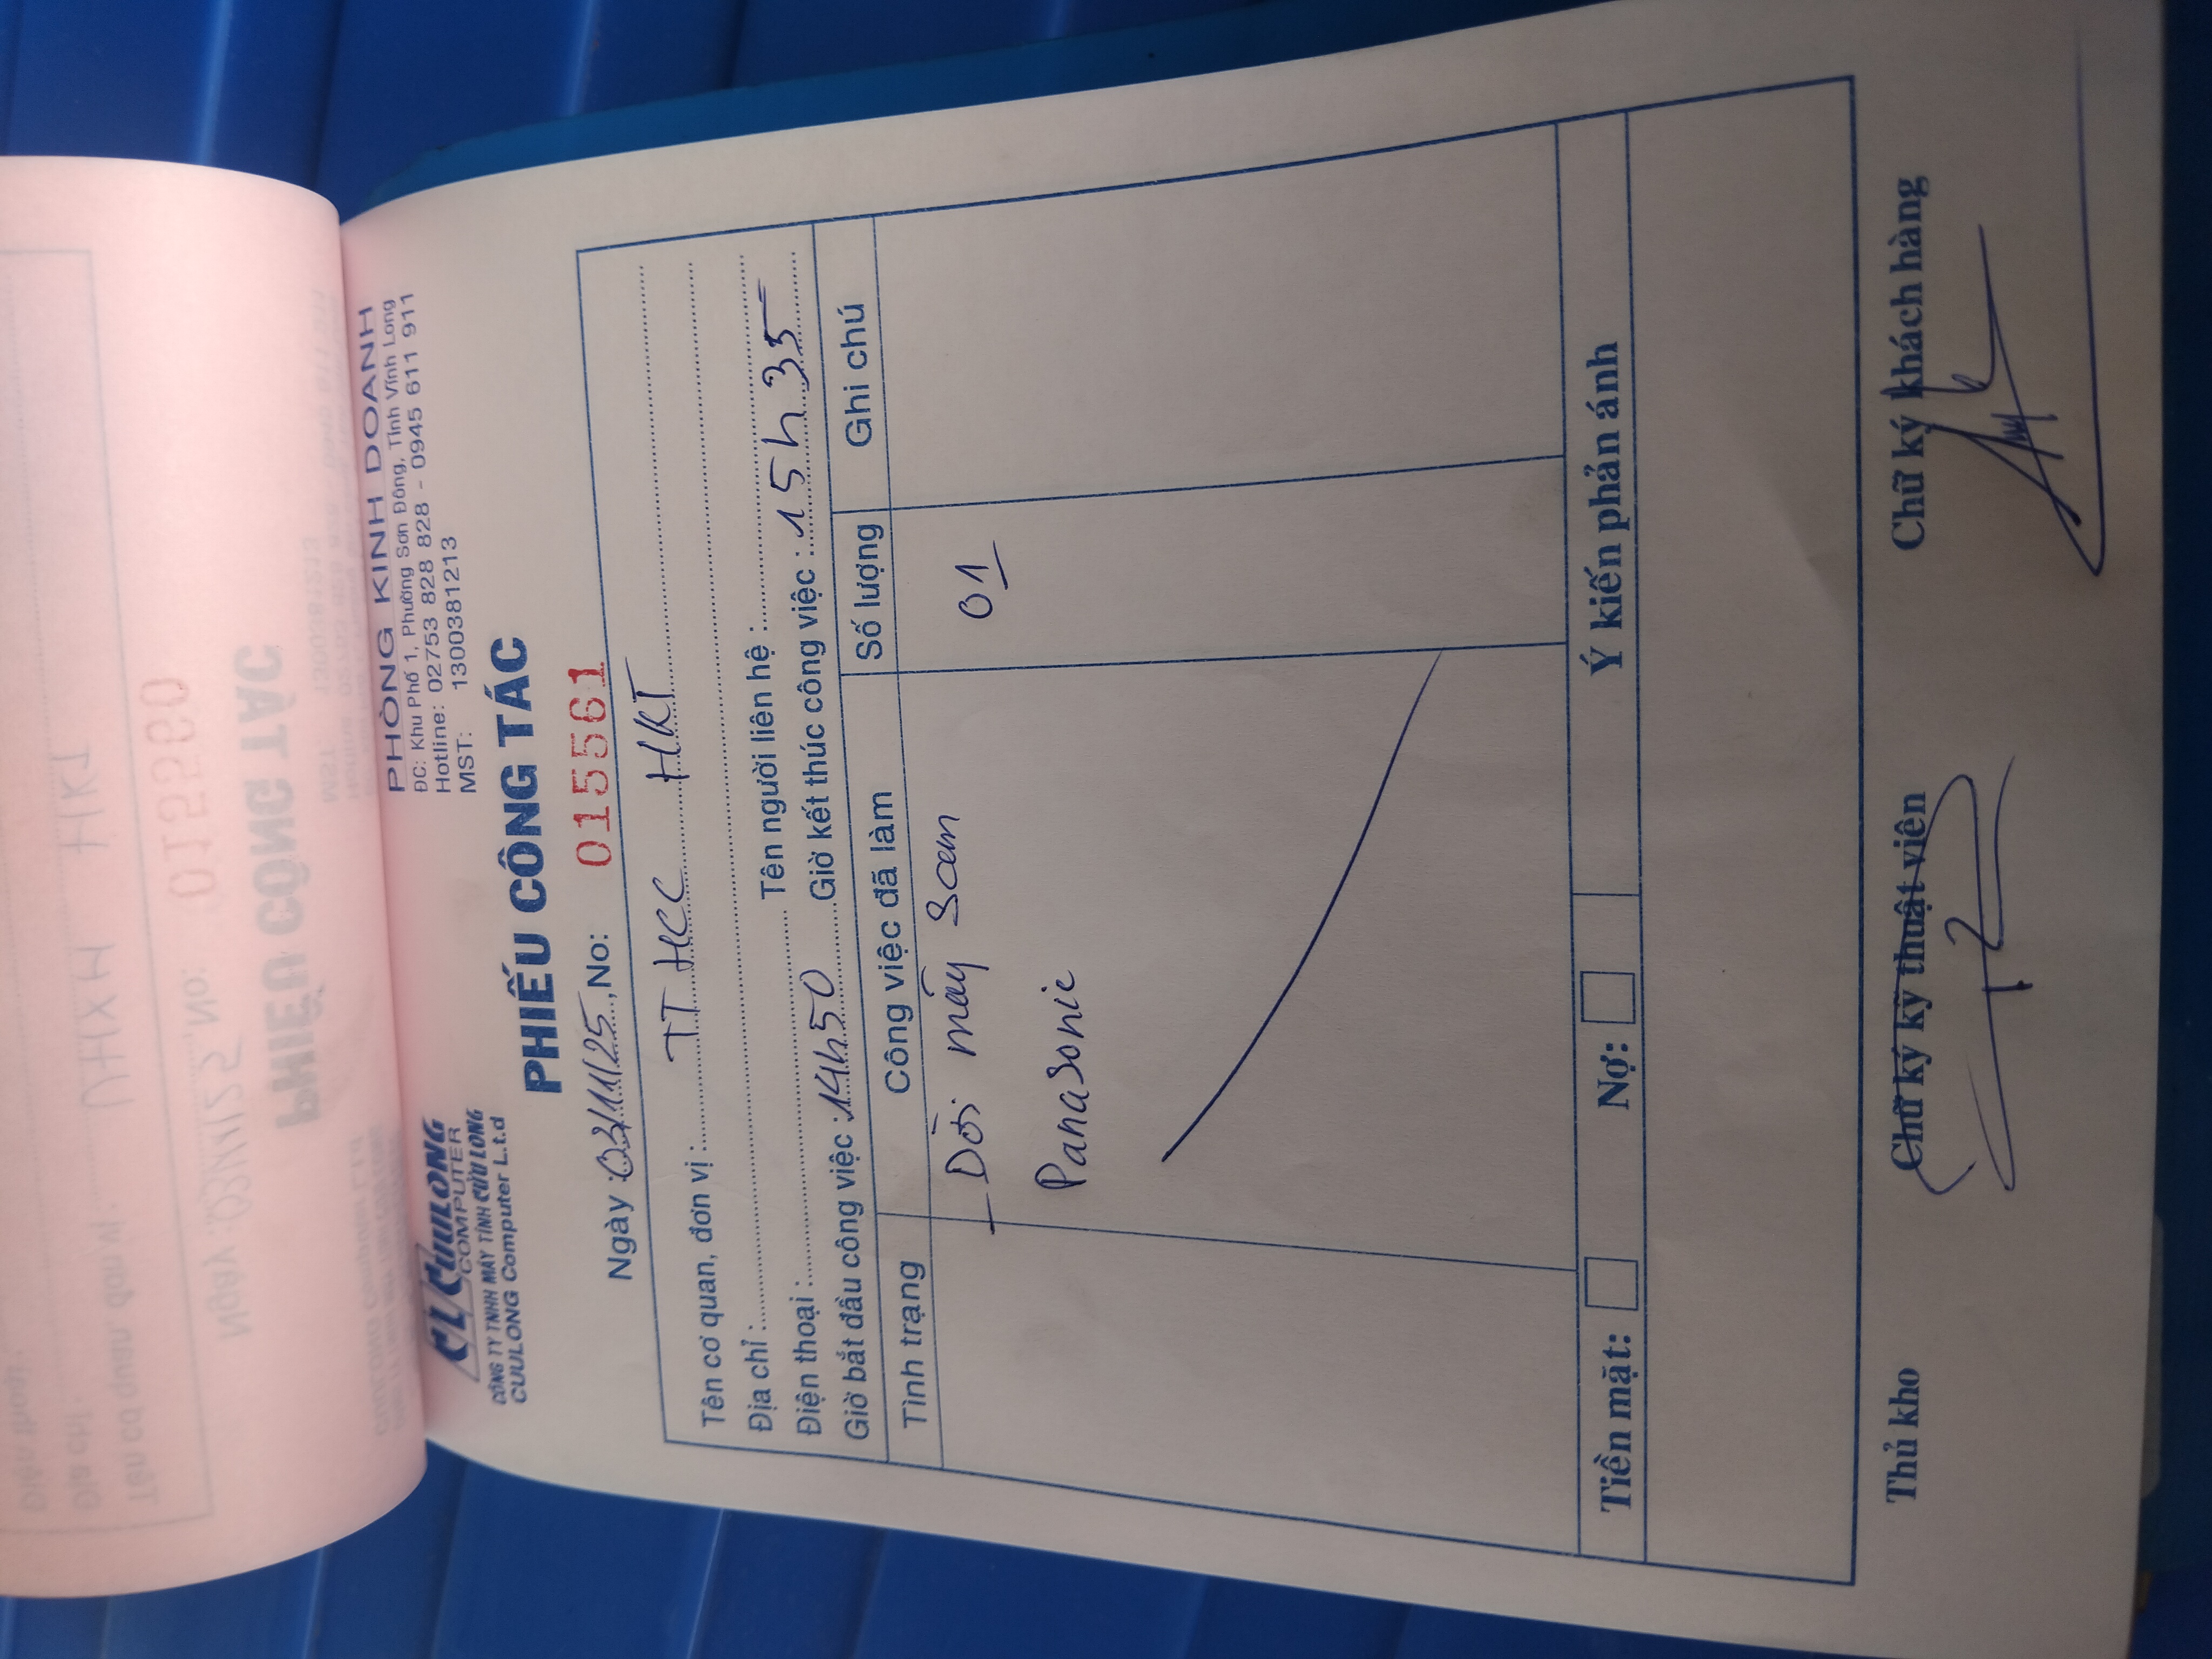 CL CUULONG
COMPUTER
CÔNG TY TNHH MÁY TÍNH CỬU LONG
CUULONG Computer L.t.d
PHÒNG KINH DOANH
ĐC: Khu Phố 1, Phường Sơn Đông, Tỉnh Vĩnh Long
Hotline: 02753 828 828 - 0945 611 911
MST: 1300381213
PHIẾU CÔNG TÁC
Ngày : 03/11/25 , No: 015561
Tên cơ quan, đơn vị : TT HCC HKT
Địa chỉ :
Điện thoại : Tên người liên hệ :
Giờ bắt đầu công việc : 14h50 Giờ kết thúc công việc : 15h35
Tình trạng Công việc đã làm Số lượng Ghi chú
– Dời máy Scan 01
Panasonic
Tiền mặt: Nợ: Ý kiến phản ánh
Thủ kho Chữ ký kỹ thuật viên Chữ ký khách hàng